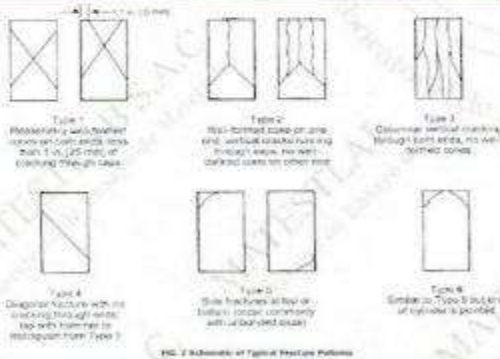 < 1 in. [25 mm]
Type 1
Reasonably well-formed
cones on both ends, less
than 1 in. [25 mm] of
cracking through caps
Type 2
Well-formed cone on one
end, vertical cracks running
through caps, no well-
defined cone on other end
Type 3
Columnar vertical cracking
through both ends, no well-
formed cones
Type 4
Diagonal fracture with no
cracking through ends;
tap with hammer to
distinguish from Type 1
Type 5
Side fractures at top or
bottom (occur commonly
with unbonded caps)
Type 6
Similar to Type 5 but end
of cylinder is pointed
FIG. 2 Schematic of Typical Fracture Patterns
MATESTLAB S.A.C